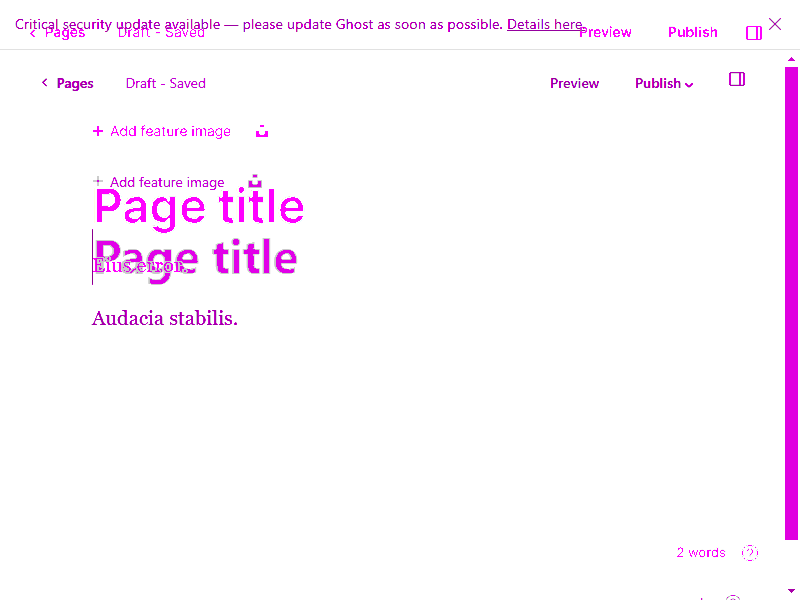 Critical security update available — please update Ghost as soon as possible. Details here.
Pages Draft - Saved Preview Publish
Pages Draft - Saved Preview Publish
Add feature image
Add feature image
Page title
Page title
Eius error.
Audacia stabilis.
2 words